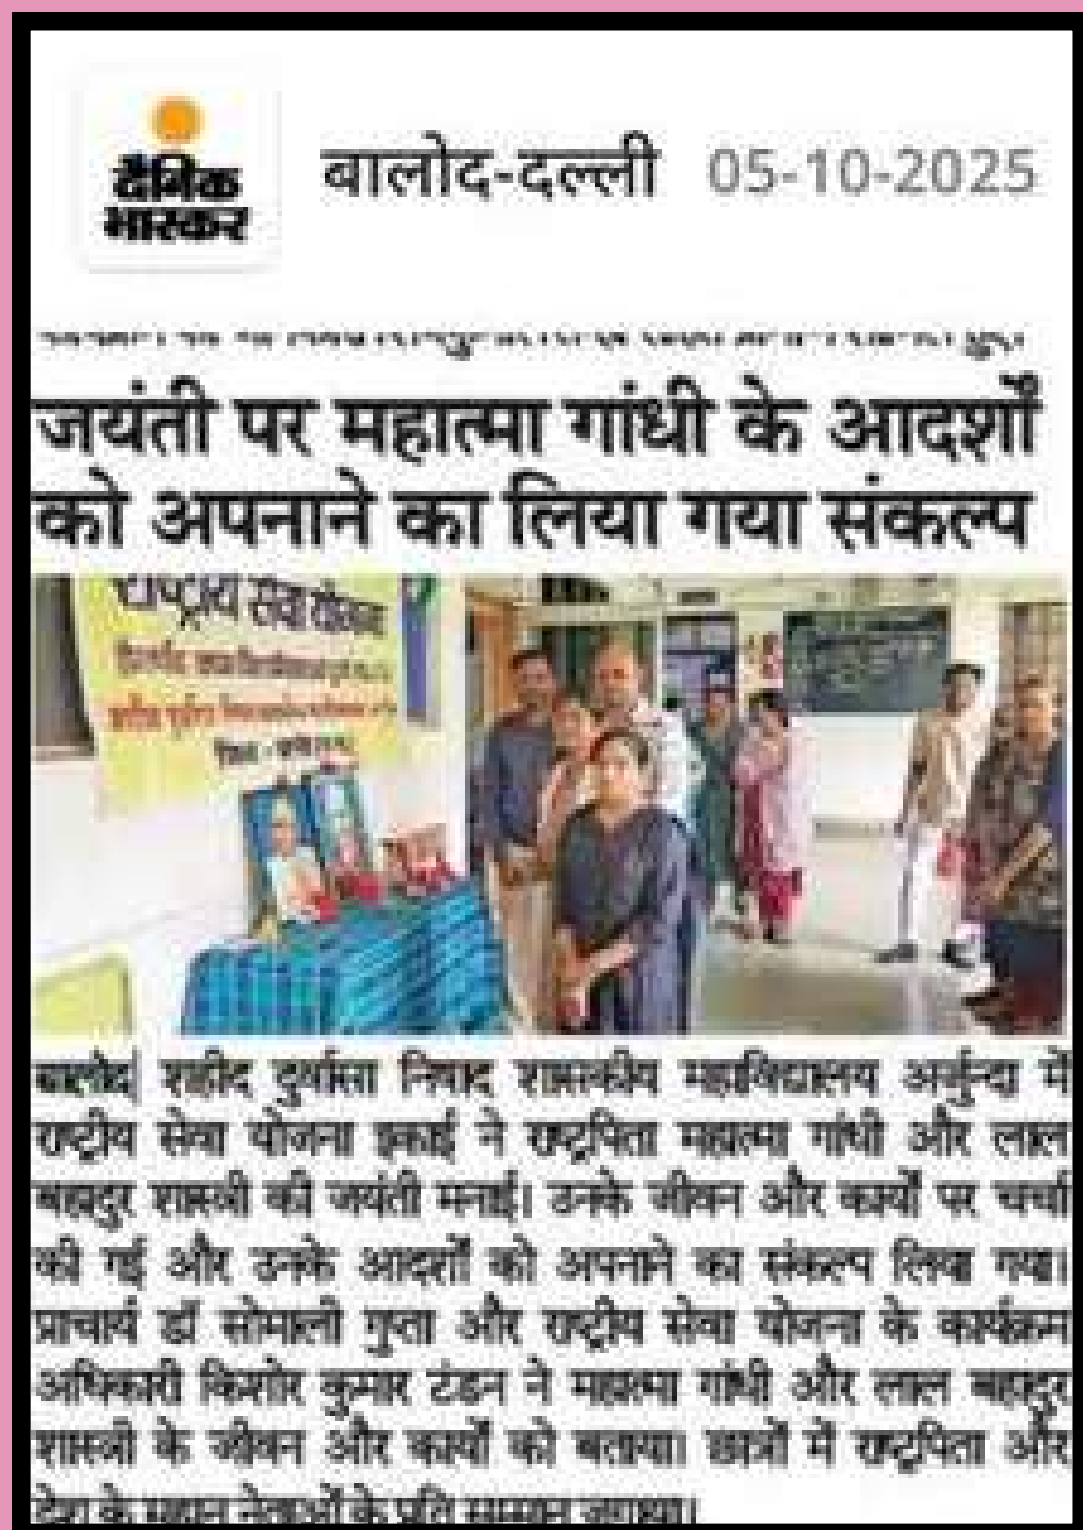 दैनिक
भास्कर
बालोद-दल्ली 05-10-2025
जयंती पर महात्मा गांधी के आदर्शों
को अपनाने का लिया गया संकल्प
राष्ट्रीय सेवा योजना
बालोद| शहीद दुर्वासा निषाद शासकीय महाविद्यालय अर्जुन्दा में
राष्ट्रीय सेवा योजना इकाई ने राष्ट्रपिता महात्मा गांधी और लाल
बहादुर शास्त्री की जयंती मनाई। उनके जीवन और कार्यों पर चर्चा
की गई और उनके आदर्शों को अपनाने का संकल्प लिया गया।
प्राचार्य डॉ सोमाली गुप्ता और राष्ट्रीय सेवा योजना के कार्यक्रम
अधिकारी किशोर कुमार टंडन ने महात्मा गांधी और लाल बहादुर
शास्त्री के जीवन और कार्यों को बताया। छात्रों में राष्ट्रपिता और
देश के महान नेताओं के प्रति सम्मान जगाया।